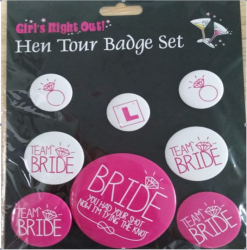 Girl's Night Out!
Hen Tour Badge Set
L
TEAM
BRIDE
TEAM
BRIDE
BRIDE
YOU HAD YOUR SHOT
NOW I'M TYING THE KNOT
TEAM
BRIDE
TEAM
BRIDE